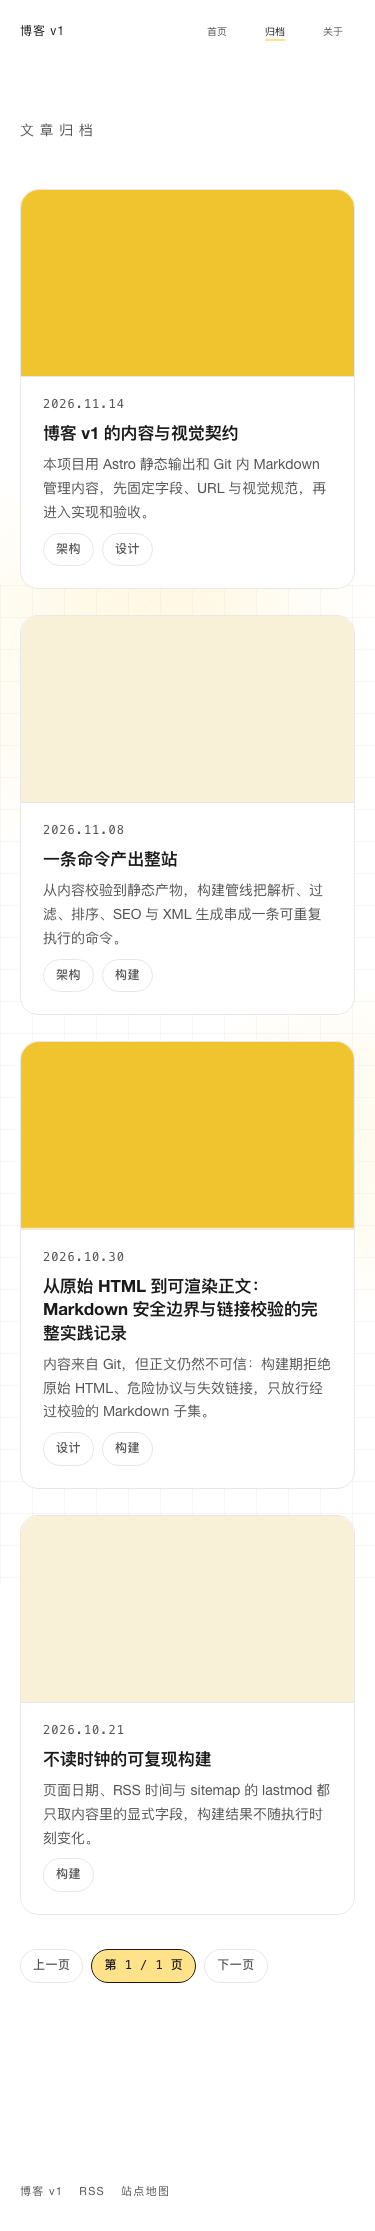 博客 v1
首页 归档 关于
文章归档
2026.11.14
博客 v1 的内容与视觉契约
本项目用 Astro 静态输出和 Git 内 Markdown
管理内容，先固定字段、URL 与视觉规范，再
进入实现和验收。
架构 设计
2026.11.08
一条命令产出整站
从内容校验到静态产物，构建管线把解析、过
滤、排序、SEO 与 XML 生成串成一条可重复
执行的命令。
架构 构建
2026.10.30
从原始 HTML 到可渲染正文：
Markdown 安全边界与链接校验的完
整实践记录
内容来自 Git，但正文仍然不可信：构建期拒绝
原始 HTML、危险协议与失效链接，只放行经
过校验的 Markdown 子集。
设计 构建
2026.10.21
不读时钟的可复现构建
页面日期、RSS 时间与 sitemap 的 lastmod 都
只取内容里的显式字段，构建结果不随执行时
刻变化。
构建
上一页 第 1 / 1 页 下一页
博客 v1 RSS 站点地图